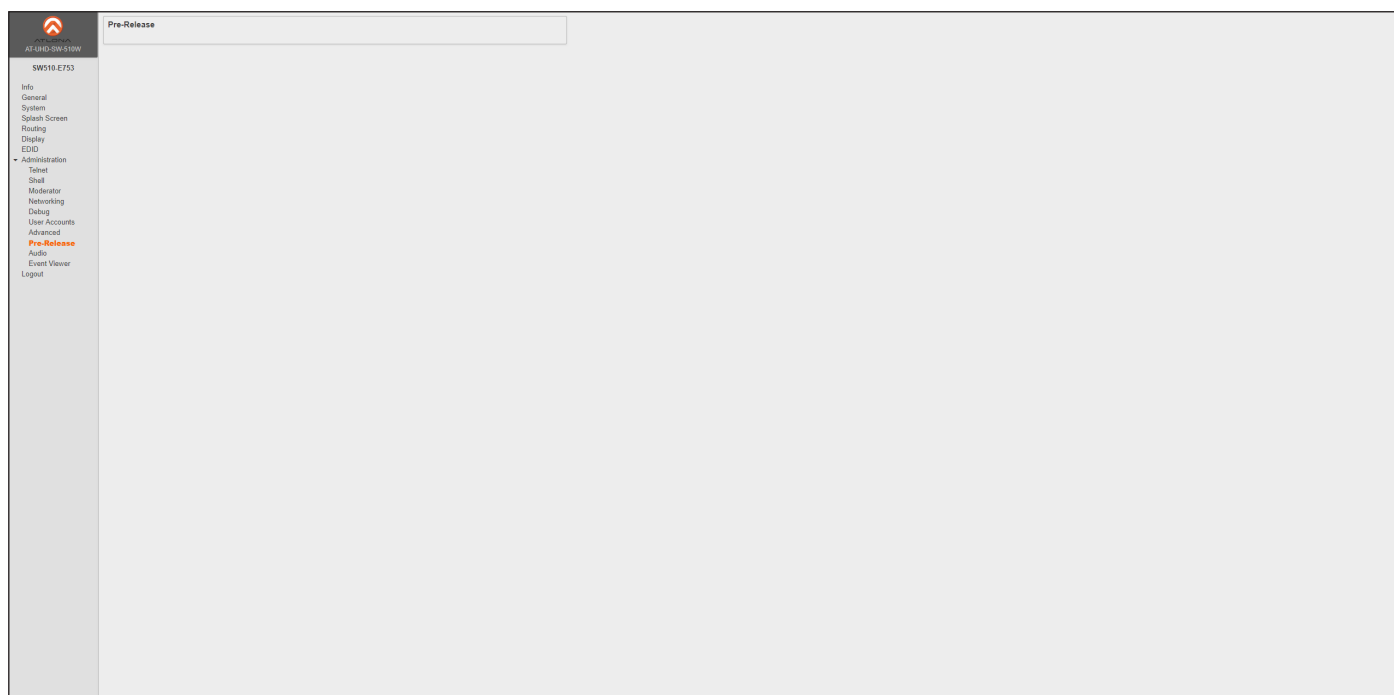 ATLONA
AT-UHD-SW-510W
SW510-E753
Info
General
System
Splash Screen
Routing
Display
EDID
Administration
Telnet
Shell
Moderator
Networking
Debug
User Accounts
Advanced
Pre-Release
Audio
Event Viewer
Logout
Pre-Release